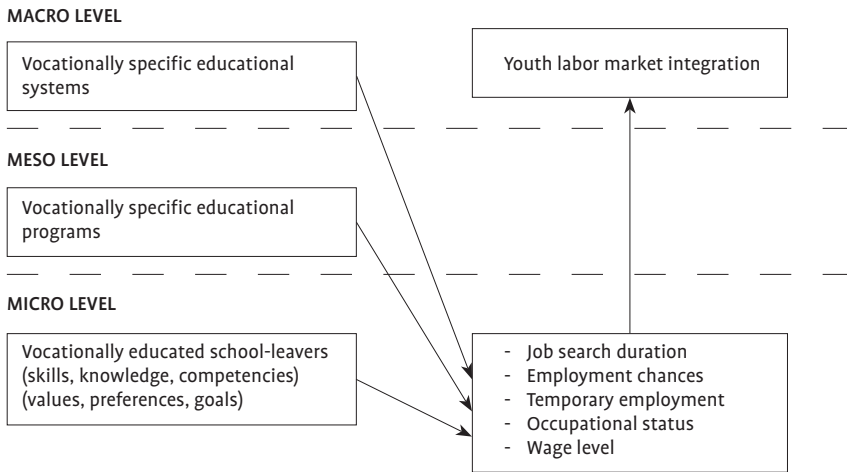 MACRO LEVEL
Vocationally specific educational
systems
Youth labor market integration
MESO LEVEL
Vocationally specific educational
programs
MICRO LEVEL
Vocationally educated school-leavers
(skills, knowledge, competencies)
(values, preferences, goals)
- Job search duration
- Employment chances
- Temporary employment
- Occupational status
- Wage level